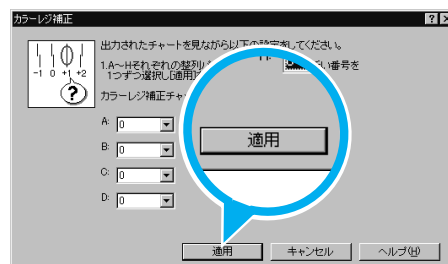 カラーレジ補正
-1 0 +1 +2
?
出力されたチャートを見ながら以下の設定をしてください。
1.A~Hそれぞれの整列
い番号を
1つずつ選択し[適用]
カラーレジ補正チャ
A: 0
B: 0
C: 0
D: 0
適用
適用 キャンセル ヘルプ(H)